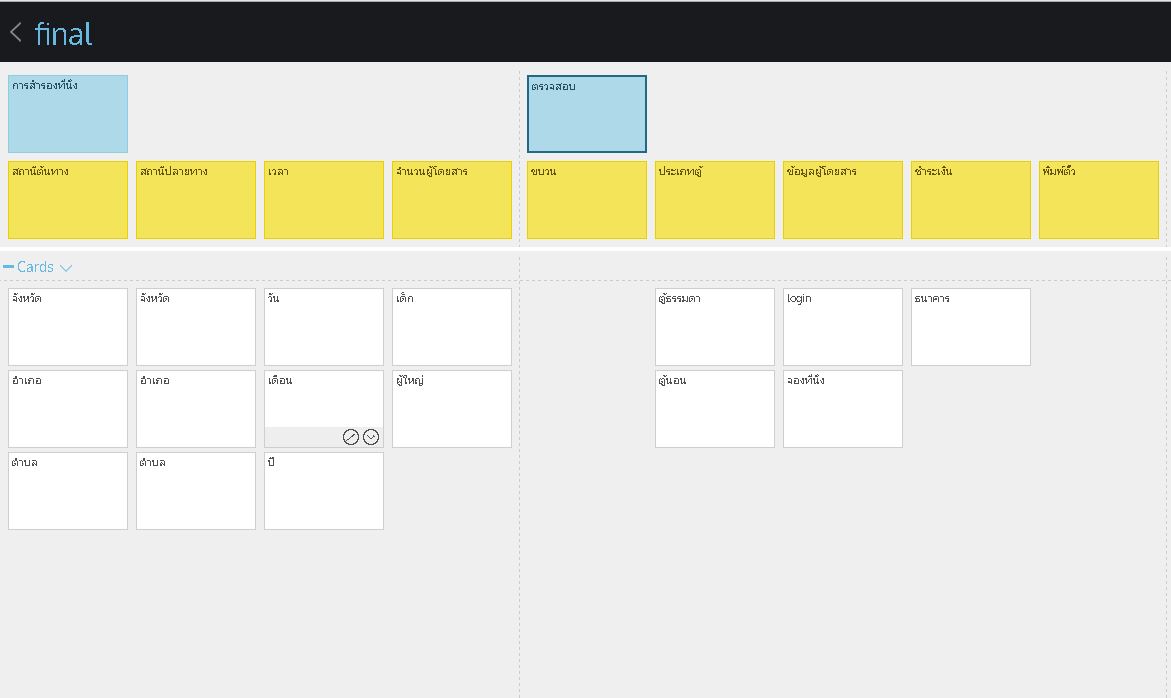 final
การสำรองที่นั่ง
ตรวจสอบ
สถานีต้นทาง
สถานีปลายทาง
เวลา
จำนวนผู้โดยสาร
ขบวน
ประเภทตู้
ข้อมูลผู้โดยสาร
ชำระเงิน
พิมพ์ตั๋ว
Cards
จังหวัด
จังหวัด
วัน
เด็ก
ตู้ธรรมดา
login
ธนาคาร
อำเภอ
อำเภอ
เดือน
ผู้ใหญ่
ตู้นอน
จองที่นั่ง
ตำบล
ตำบล
ปี